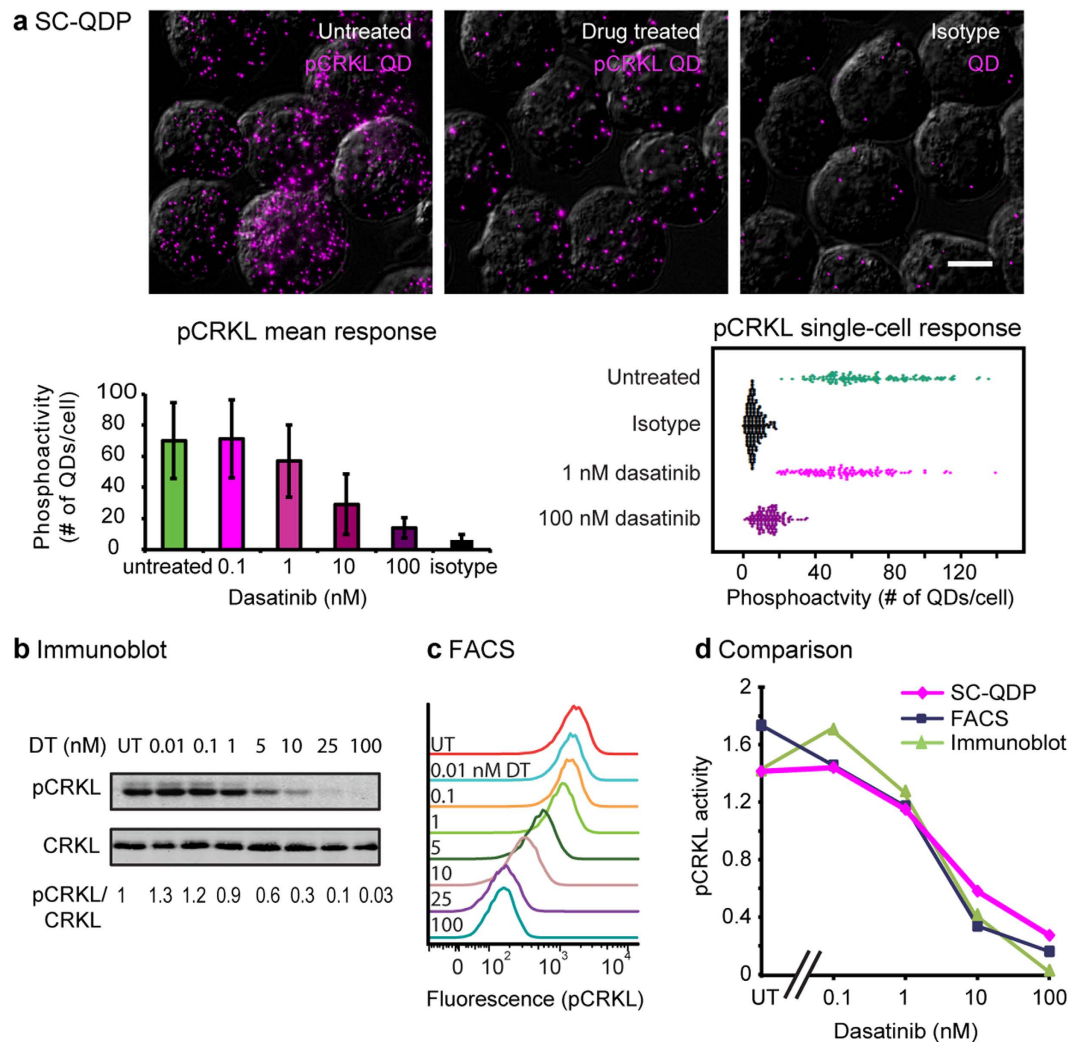 a SC-QDP
Untreated
pCRKL QD
Drug treated
pCRKL QD
Isotype
QD
pCRKL mean response
Phosphoactivity
(# of QDs/cell)
100
80
60
40
20
0
untreated 0.1 1 10 100 isotype
Dasatinib (nM)
pCRKL single-cell response
Untreated
Isotype
1 nM dasatinib
100 nM dasatinib
0 40 80 120
Phosphoactvity (# of QDs/cell)
b Immunoblot
DT (nM) UT 0.01 0.1 1 5 10 25 100
pCRKL
CRKL
pCRKL/ 1 1.3 1.2 0.9 0.6 0.3 0.1 0.03
CRKL
c FACS
UT
0.01 nM DT
0.1
1
5
10
25
100
0 10² 10³ 10⁴
Fluorescence (pCRKL)
d Comparison
SC-QDP
FACS
Immunoblot
pCRKL activity
2
1.6
1.2
0.8
0.4
0
UT 0.1 1 10 100
Dasatinib (nM)